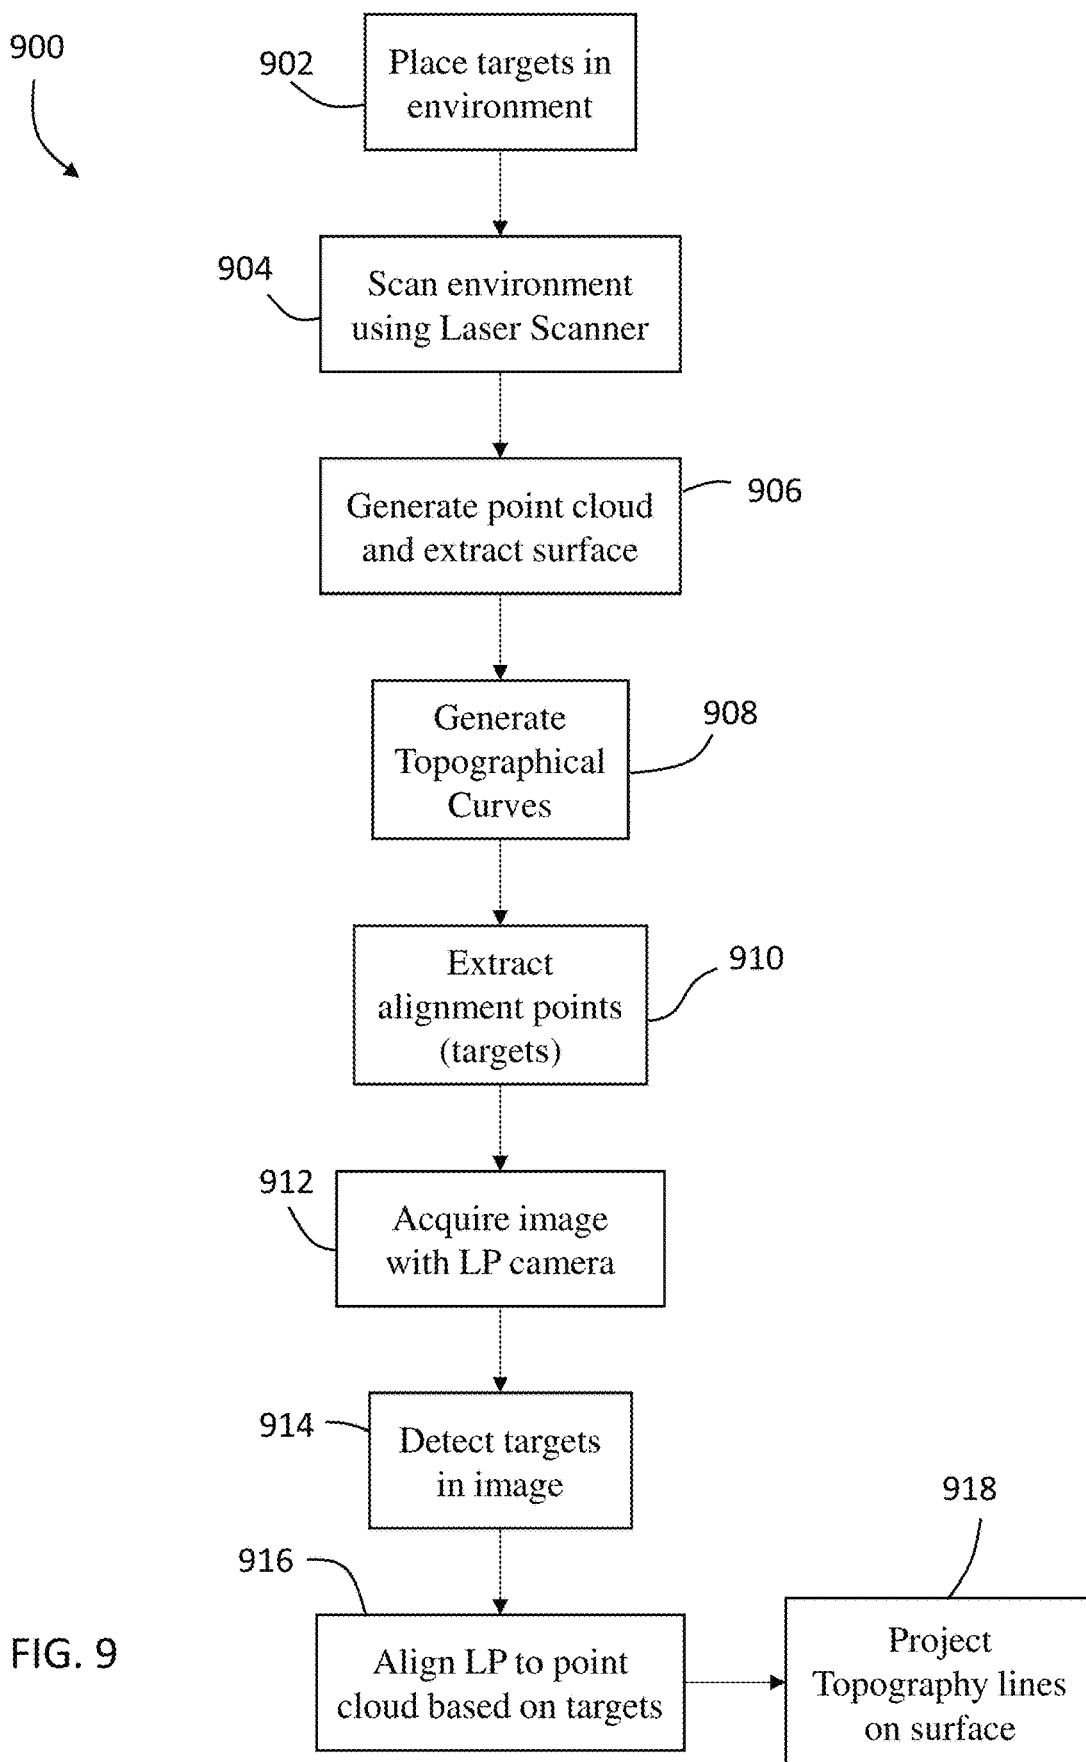 900
902
Place targets in
environment
904
Scan environment
using Laser Scanner
Generate point cloud
and extract surface
906
Generate
Topographical
Curves
908
Extract
alignment points
(targets)
910
912
Acquire image
with LP camera
914
Detect targets
in image
916
Align LP to point
cloud based on targets
918
Project
Topography lines
on surface
FIG. 9